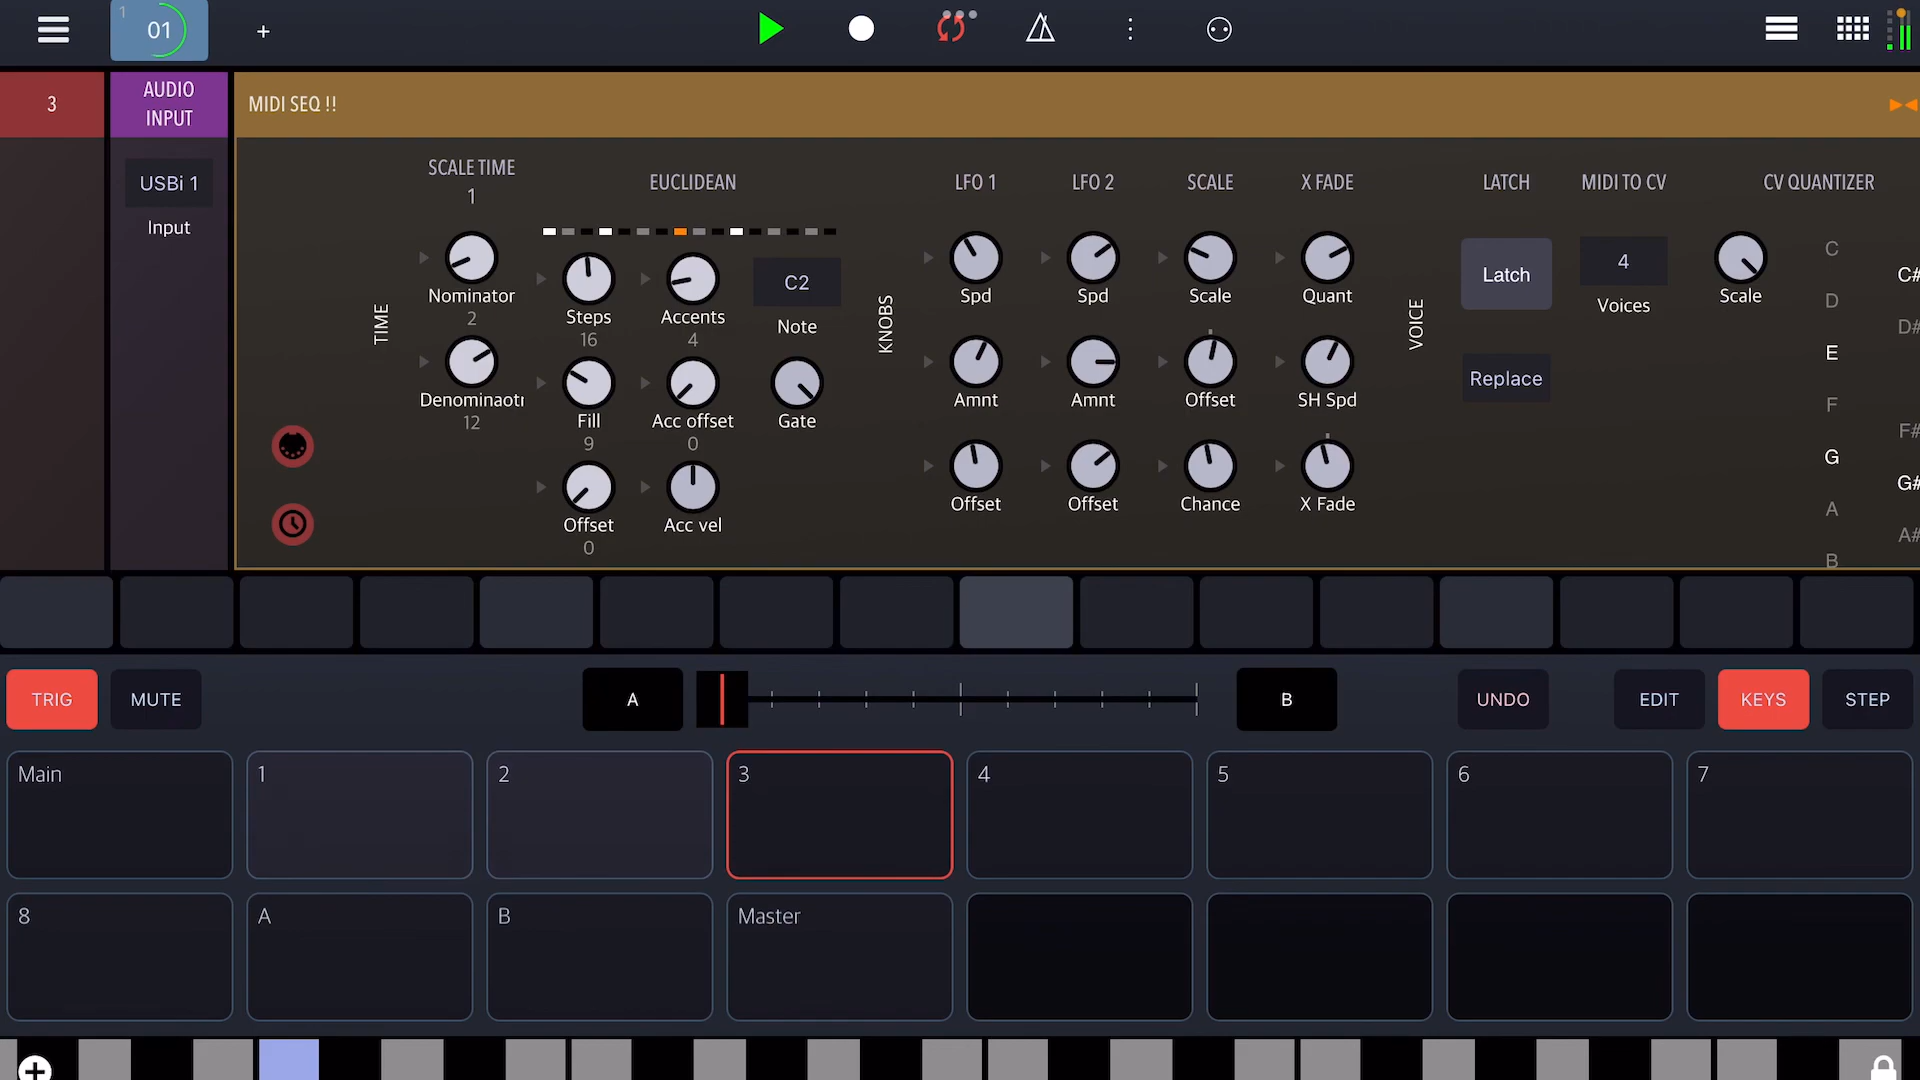 1
01
+
3
AUDIO
INPUT
USBi 1
Input
MIDI SEQ !!
TIME
SCALE TIME
1
Nominator
2
Denominaotr
12
EUCLIDEAN
Steps
16
Accents
4
C2
Note
Fill
9
Acc offset
0
Gate
Offset
0
Acc vel
KNOBS
LFO 1
LFO 2
SCALE
X FADE
Spd
Spd
Scale
Quant
Amnt
Amnt
Offset
SH Spd
Offset
Offset
Chance
X Fade
VOICE
LATCH
Latch
Replace
MIDI TO CV
4
Voices
CV QUANTIZER
Scale
C
C#
D
D#
E
F
F#
G
G#
A
A#
B
TRIG
MUTE
A
B
UNDO
EDIT
KEYS
STEP
Main
1
2
3
4
5
6
7
8
A
B
Master